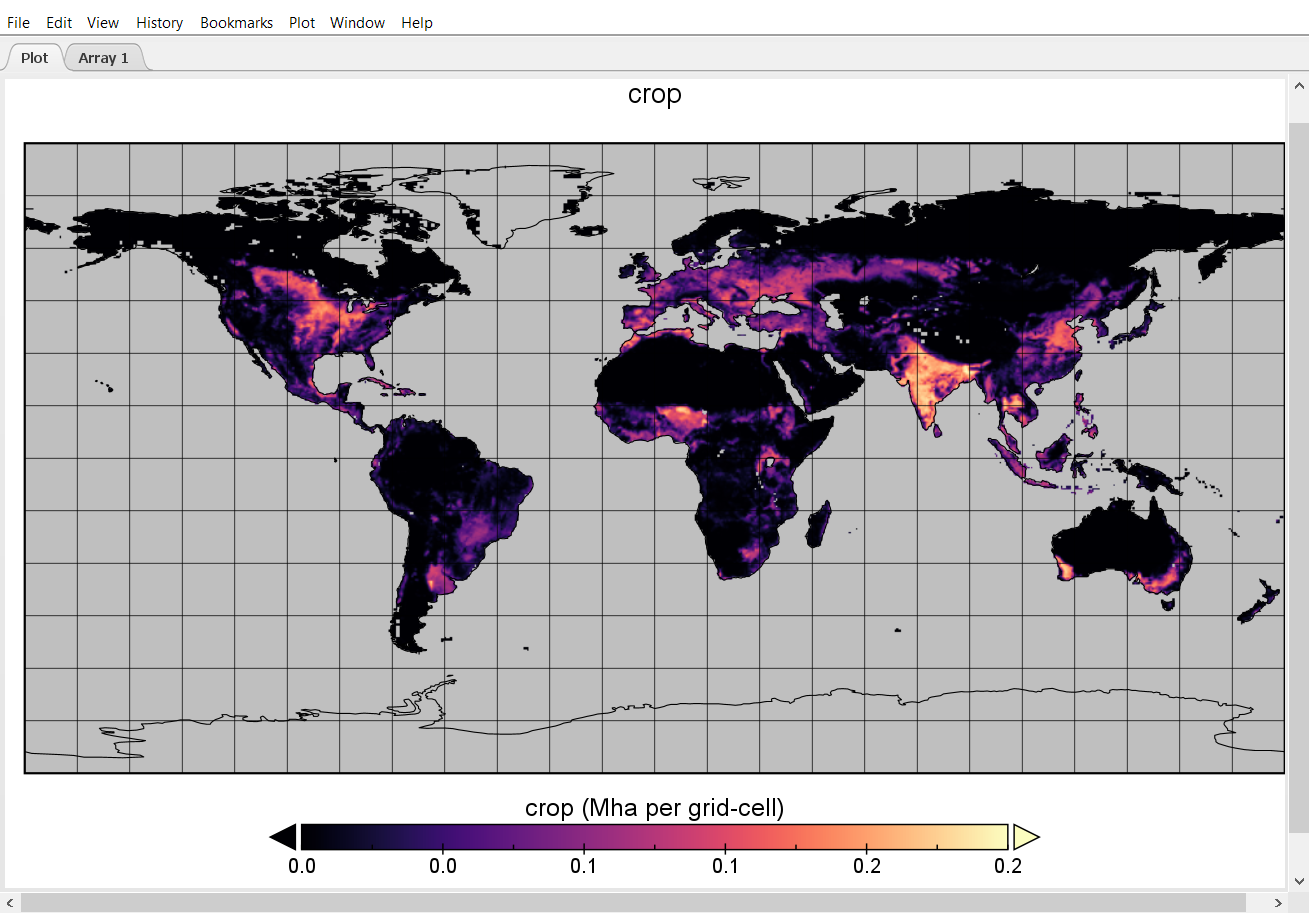 File Edit View History Bookmarks Plot Window Help
Plot Array 1
crop
crop (Mha per grid-cell)
0.0 0.0 0.1 0.1 0.2 0.2